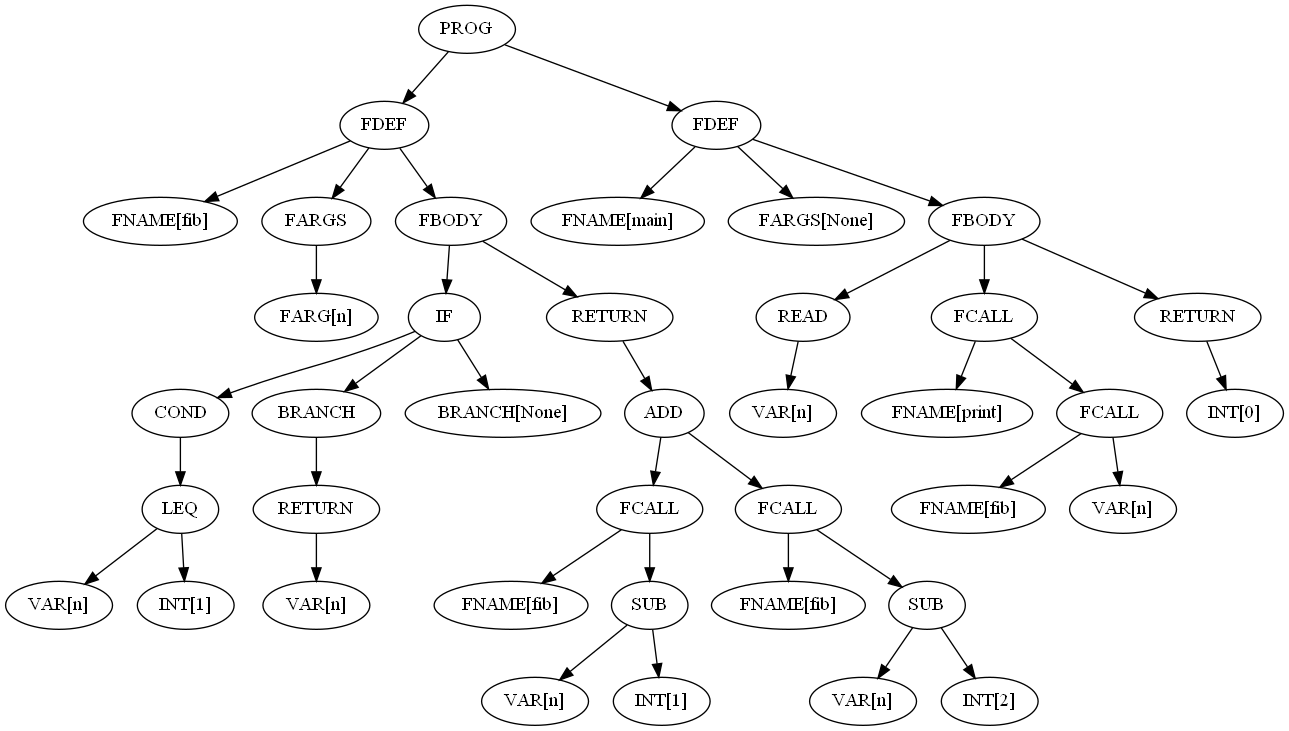 PROG
FDEF
FDEF
FNAME[fib]
FARGS
FBODY
FNAME[main]
FARGS[None]
FBODY
FARG[n]
IF
RETURN
READ
FCALL
RETURN
COND
BRANCH
BRANCH[None]
ADD
VAR[n]
FNAME[print]
FCALL
INT[0]
LEQ
RETURN
FCALL
FCALL
FNAME[fib]
VAR[n]
VAR[n]
INT[1]
VAR[n]
FNAME[fib]
SUB
FNAME[fib]
SUB
VAR[n]
INT[1]
VAR[n]
INT[2]